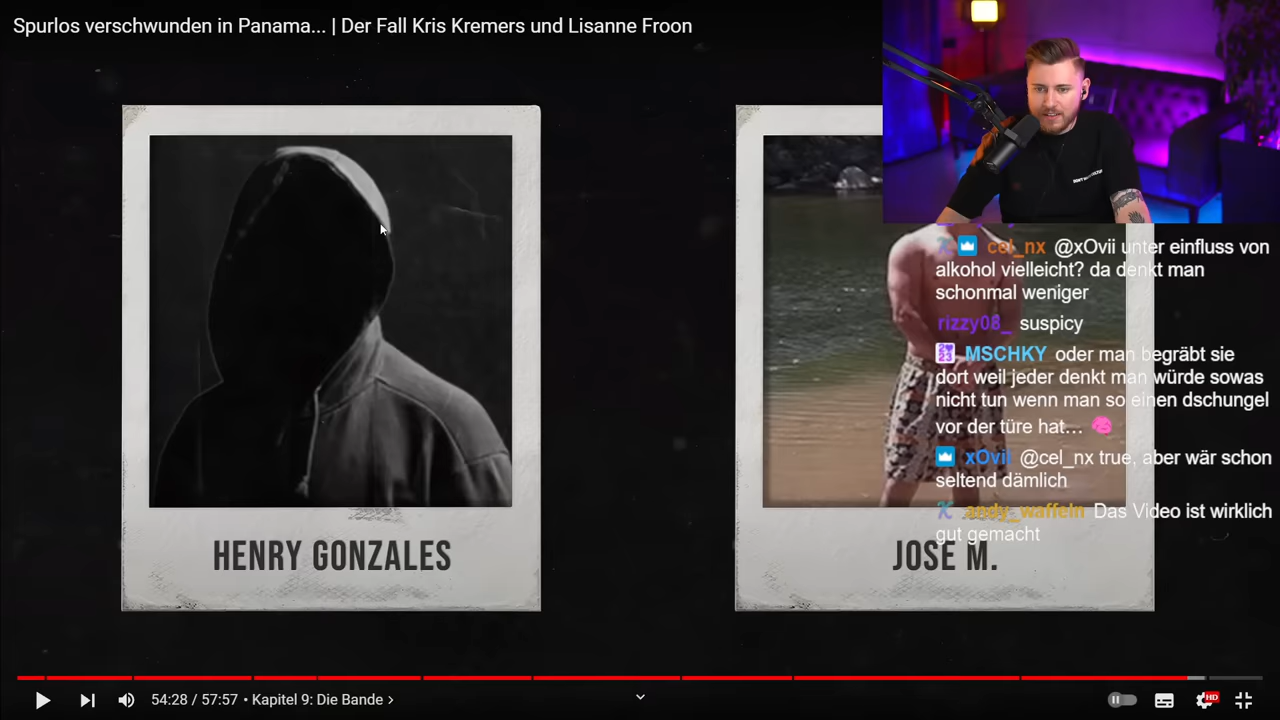 Spurlos verschwunden in Panama... | Der Fall Kris Kremers und Lisanne Froon
cel_nx @xOvii unter einfluss von
alkohol vielleicht? da denkt man
schonmal weniger
rizzy08_ suspicy
MSCHKY oder man begräbt sie
dort weil jeder denkt man würde sowas
nicht tun wenn man so einen dschungel
vor der türe hat...
xOvii @cel_nx true, aber wär schon
seltend dämlich
andy_waffeln Das Video ist wirklich
gut gemacht
HENRY GONZALES
JOSE M.
54:28 / 57:57 • Kapitel 9: Die Bande >
HD